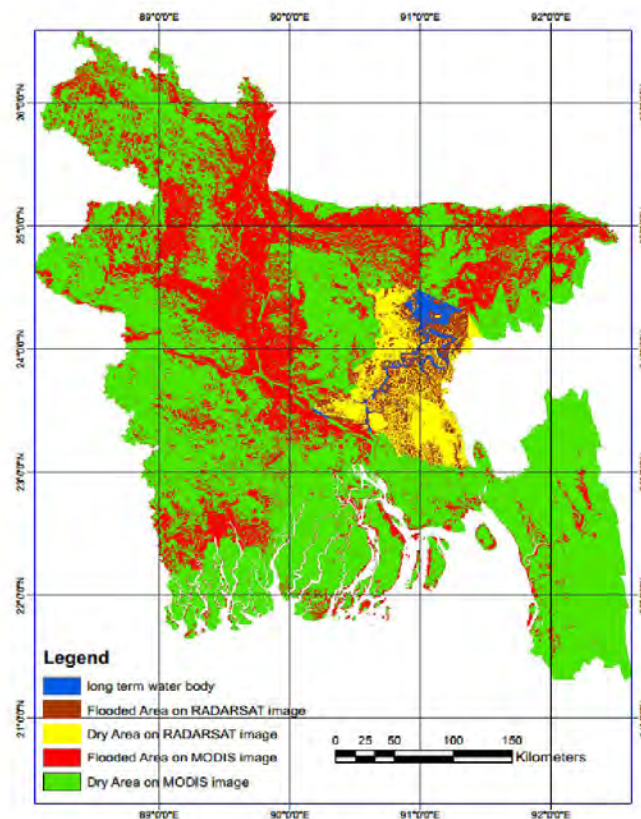 89°0'0"E 90°0'0"E 91°0'0"E 92°0'0"E
26°0'0"N
25°0'0"N
24°0'0"N
23°0'0"N
22°0'0"N
21°0'0"N
Legend
long term water body
Flooded Area on RADARSAT image
Dry Area on RADARSAT image
Flooded Area on MODIS image
Dry Area on MODIS image
0 25 50 100 150
Kilometers
89°0'0"E 90°0'0"E 91°0'0"E 92°0'0"E